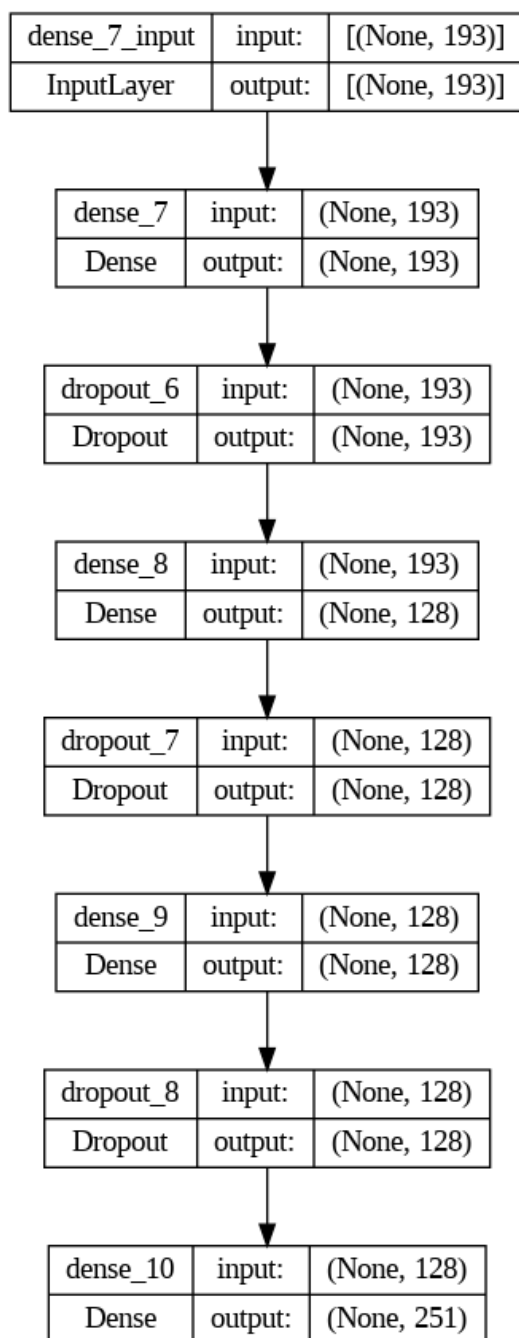 dense_7_input input: [(None, 193)]
InputLayer output: [(None, 193)]
dense_7 input: (None, 193)
Dense output: (None, 193)
dropout_6 input: (None, 193)
Dropout output: (None, 193)
dense_8 input: (None, 193)
Dense output: (None, 128)
dropout_7 input: (None, 128)
Dropout output: (None, 128)
dense_9 input: (None, 128)
Dense output: (None, 128)
dropout_8 input: (None, 128)
Dropout output: (None, 128)
dense_10 input: (None, 128)
Dense output: (None, 251)